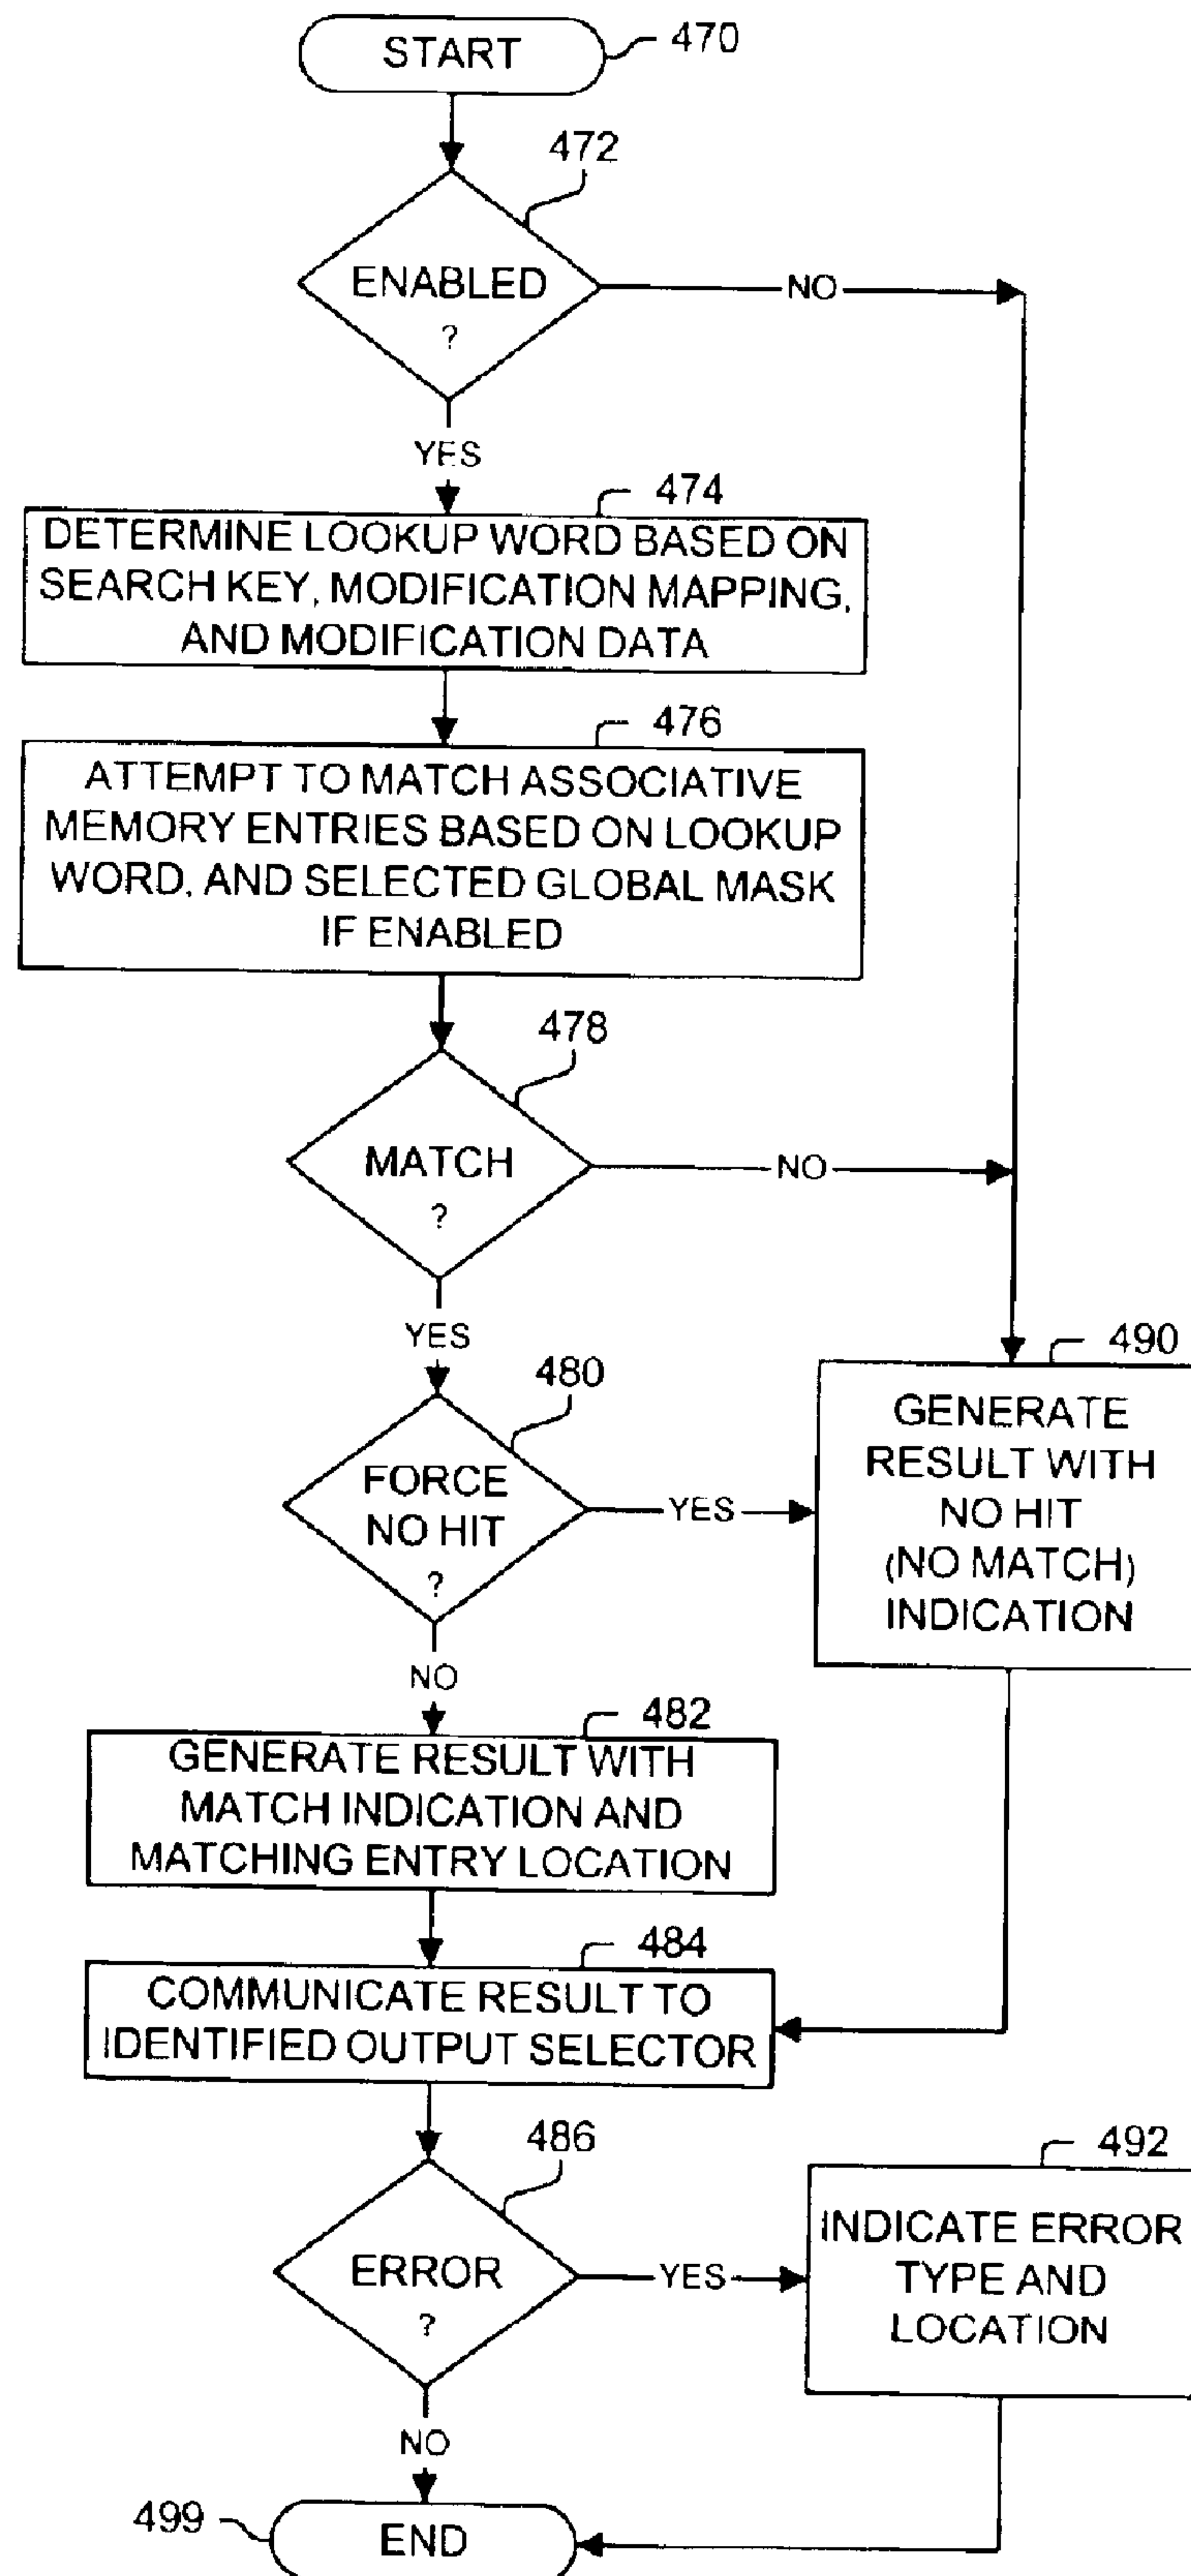 START
470
472
ENABLED
?
NO
YES
474
DETERMINE LOOKUP WORD BASED ON
SEARCH KEY, MODIFICATION MAPPING,
AND MODIFICATION DATA
476
ATTEMPT TO MATCH ASSOCIATIVE
MEMORY ENTRIES BASED ON LOOKUP
WORD, AND SELECTED GLOBAL MASK
IF ENABLED
478
MATCH
?
NO
YES
480
FORCE
NO HIT
?
YES
490
GENERATE
RESULT WITH
NO HIT
(NO MATCH)
INDICATION
NO
482
GENERATE RESULT WITH
MATCH INDICATION AND
MATCHING ENTRY LOCATION
484
COMMUNICATE RESULT TO
IDENTIFIED OUTPUT SELECTOR
486
ERROR
?
YES
492
INDICATE ERROR
TYPE AND
LOCATION
NO
499
END